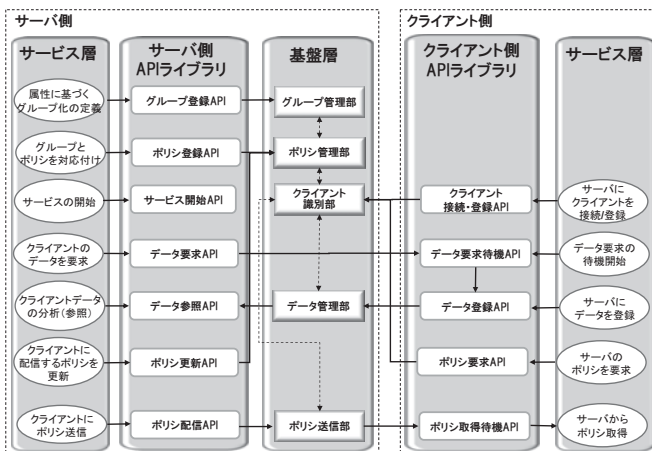 サーバ側
サービス層
属性に基づく
グループ化の定義
グループと
ポリシを対応付け
サービスの開始
クライアントの
データを要求
クライアントデータ
の分析(参照)
クライアントに
配信するポリシを
更新
クライアントに
ポリシ送信
サーバ側
APIライブラリ
グループ登録API
ポリシ登録API
サービス開始API
データ要求API
データ参照API
ポリシ更新API
ポリシ配信API
基盤層
グループ管理部
ポリシ管理部
クライアント
識別部
データ管理部
ポリシ送信部
クライアント側
クライアント側
APIライブラリ
クライアント
接続・登録API
データ要求待機API
データ登録API
ポリシ要求API
ポリシ取得待機API
サービス層
サーバに
クライアントを
接続/登録
データ要求の
待機開始
サーバに
データを登録
サーバの
ポリシを要求
サーバから
ポリシ取得